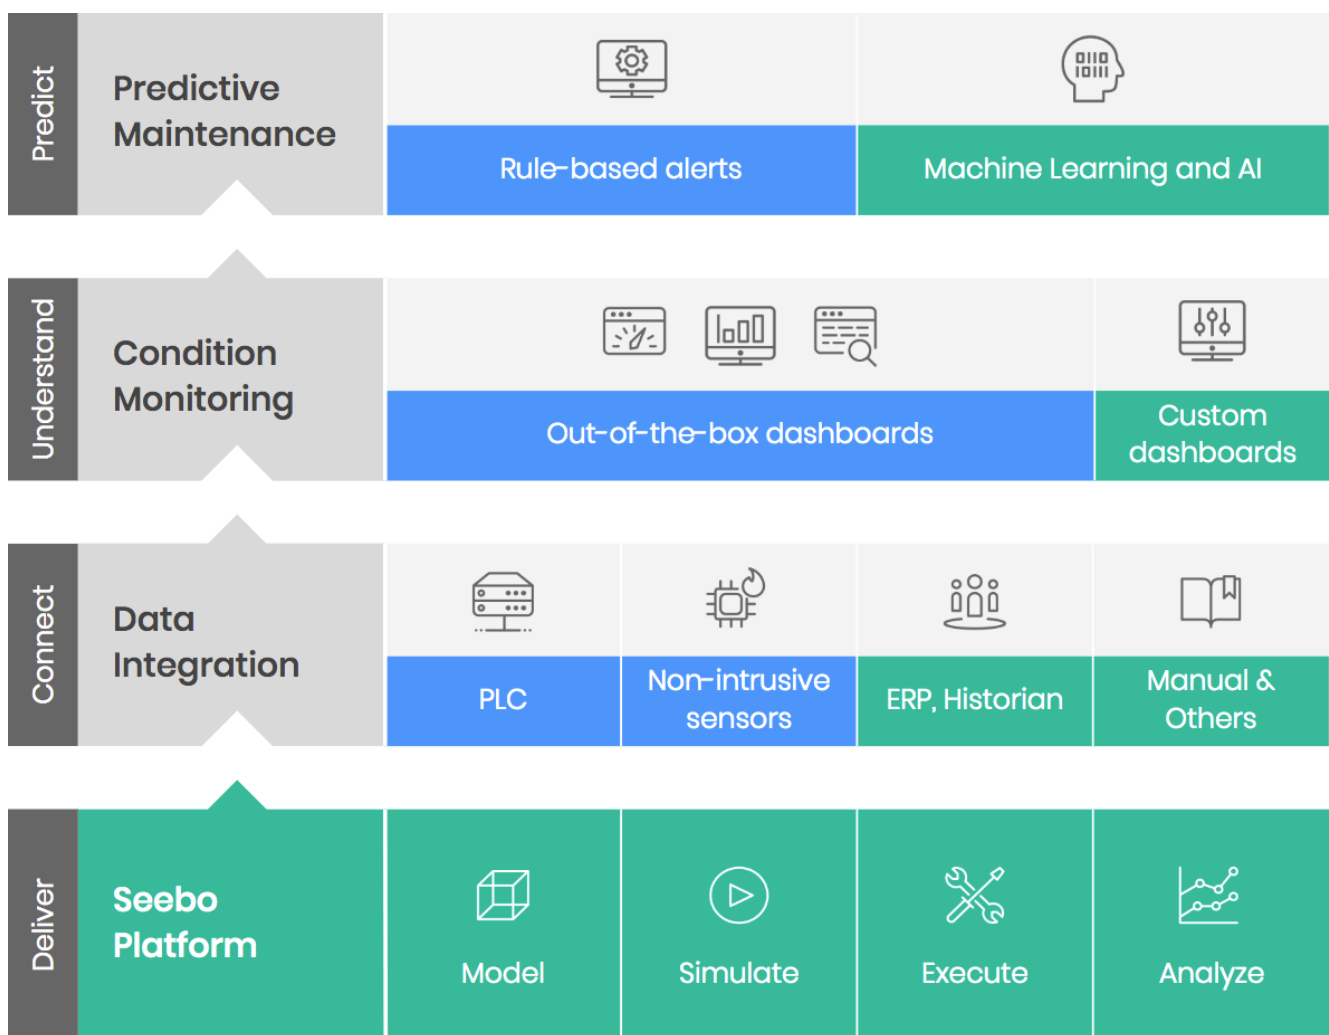 Predict
Predictive
Maintenance
0110
10111
Rule-based alerts
Machine Learning and AI
Understand
Condition
Monitoring
Out-of-the-box dashboards
Custom
dashboards
Connect
Data
Integration
PLC
Non-intrusive
sensors
ERP, Historian
Manual &
Others
Deliver
Seebo
Platform
Model
Simulate
Execute
Analyze